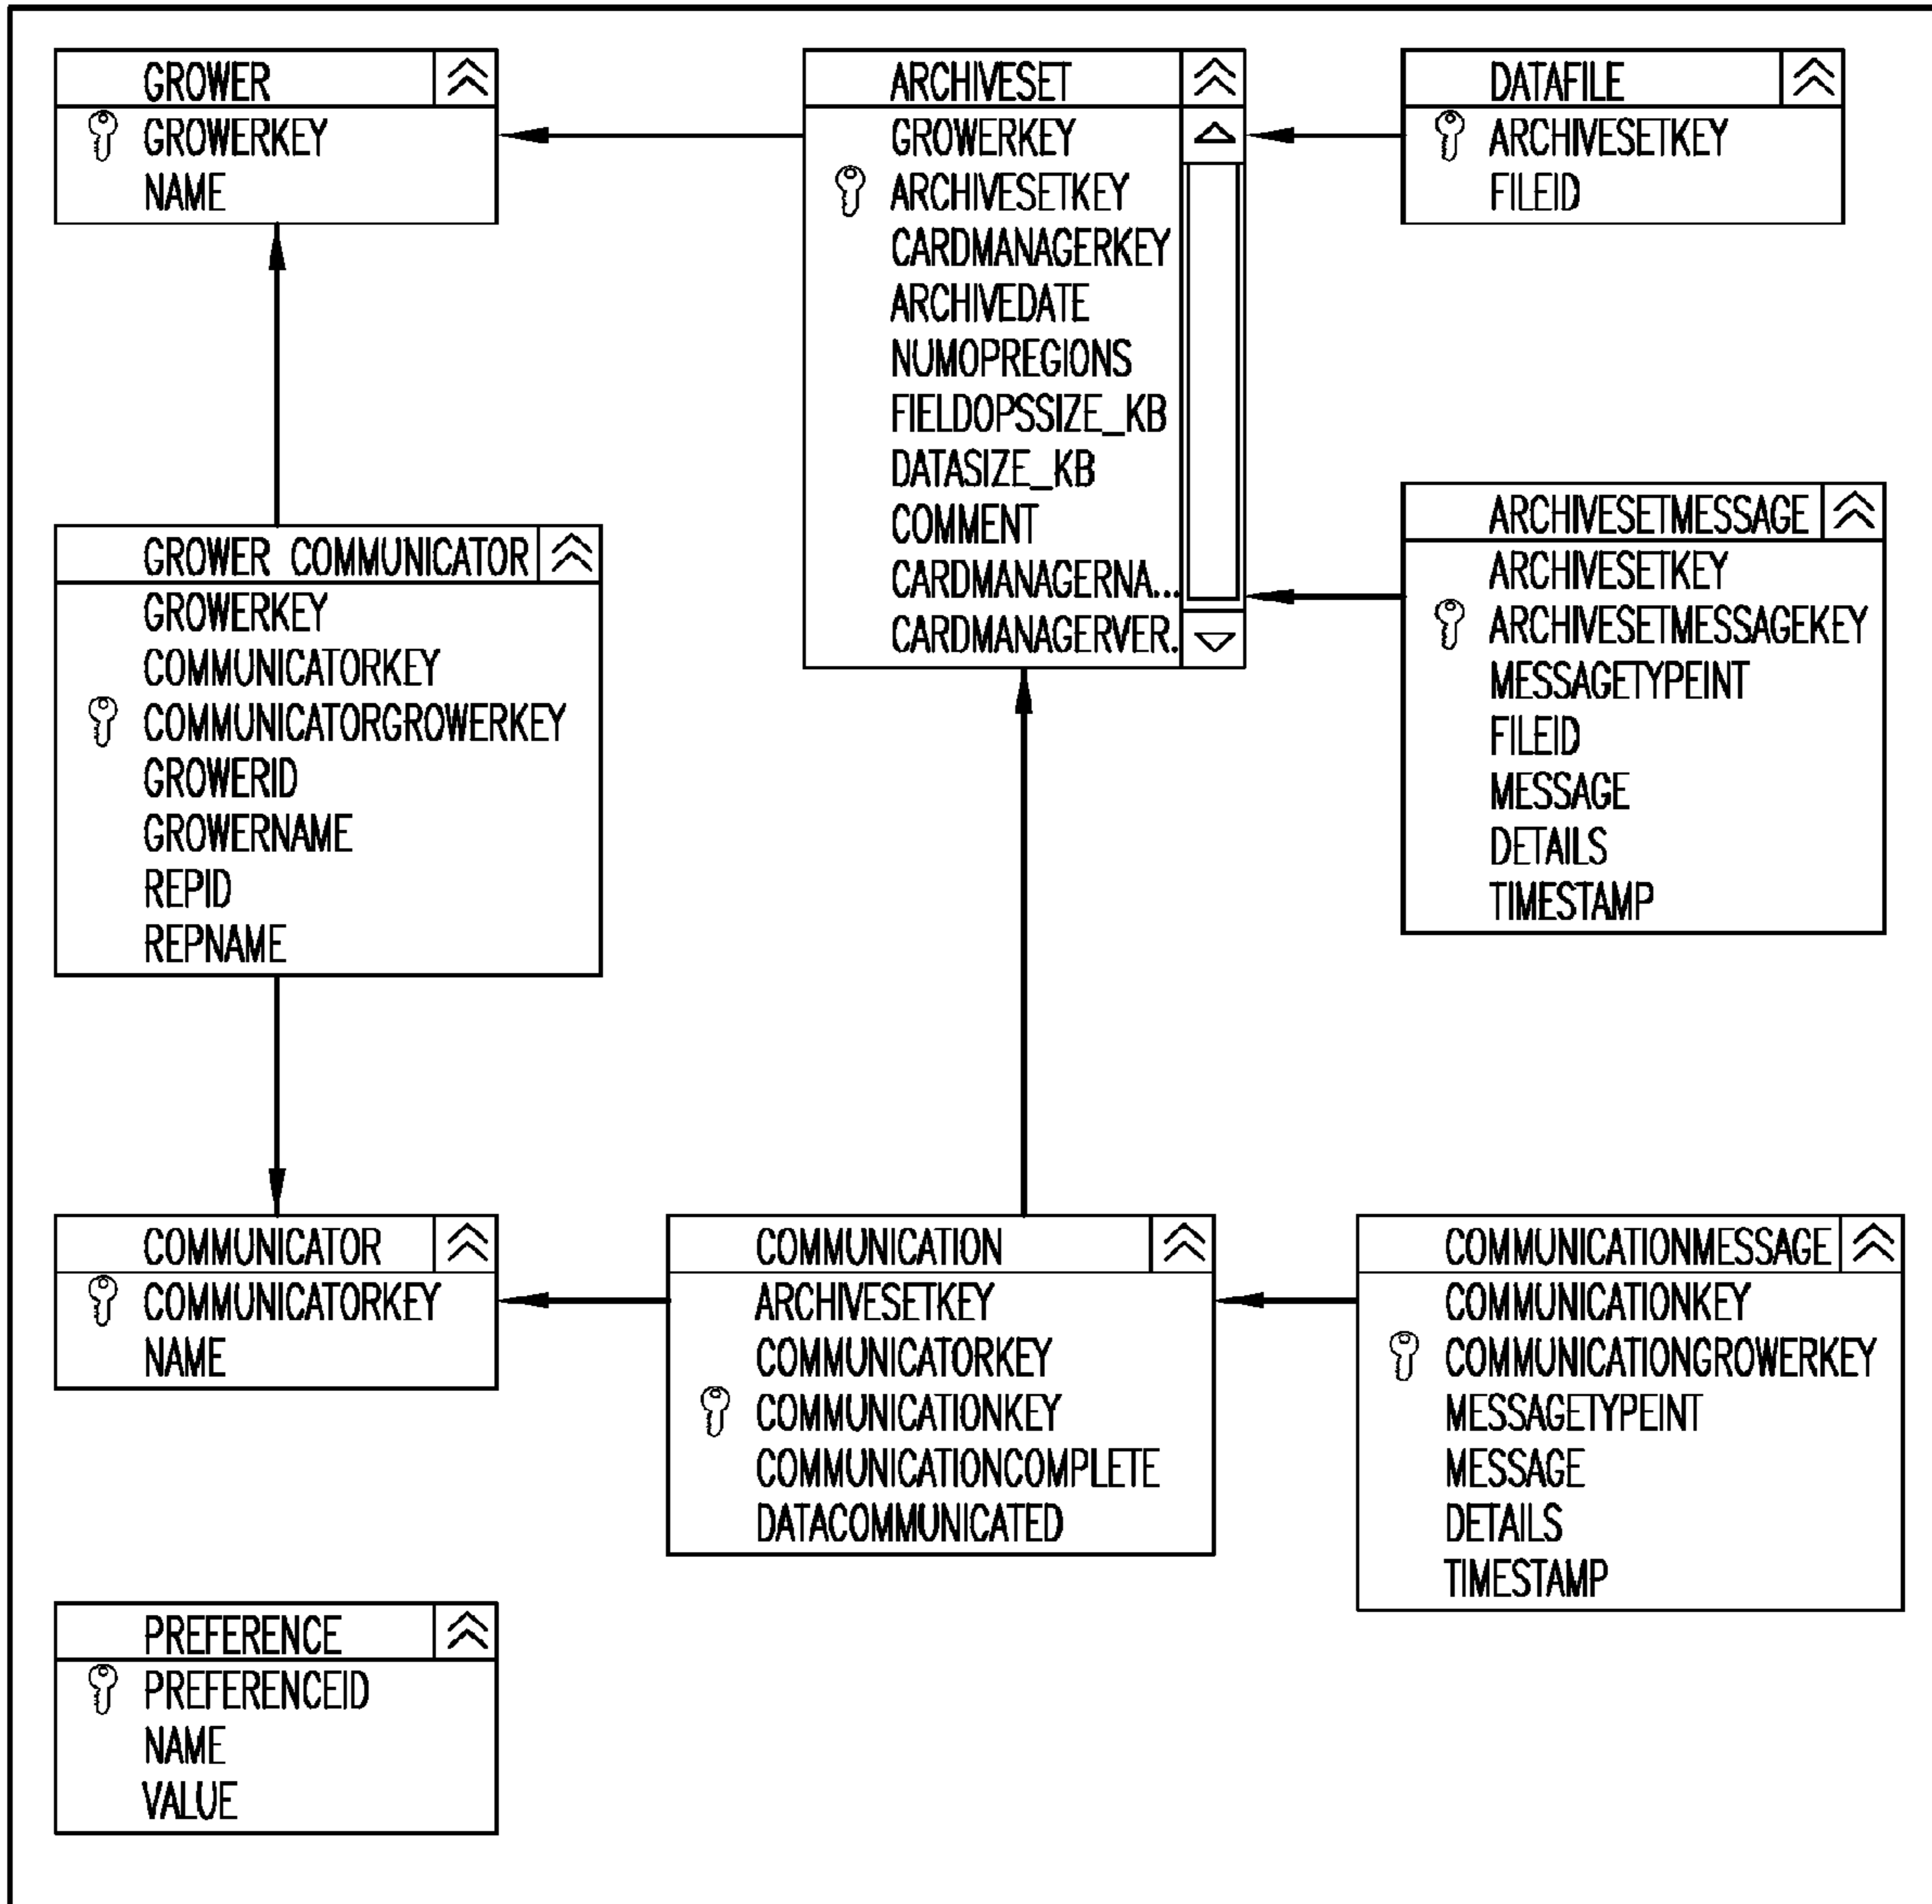 GROWER
GROWERKEY
NAME
ARCHIVESET
GROWERKEY
ARCHIVESETKEY
CARDMANAGERKEY
ARCHIVEDATE
NUMOPREGIONS
FIELDOPSSIZE_KB
DATASIZE_KB
COMMENT
CARDMANAGERNA...
CARDMANAGERVER.
DATAFILE
ARCHIVESETKEY
FILEID
GROWER COMMUNICATOR
GROWERKEY
COMMUNICATORKEY
COMMUNICATORGROWERKEY
GROWERID
GROWERNAME
REPID
REPNAME
ARCHIVESETMESSAGE
ARCHIVESETKEY
ARCHIVESETMESSAGEKEY
MESSAGETYPEINT
FILEID
MESSAGE
DETAILS
TIMESTAMP
COMMUNICATOR
COMMUNICATORKEY
NAME
COMMUNICATION
ARCHIVESETKEY
COMMUNICATORKEY
COMMUNICATIONKEY
COMMUNICATIONCOMPLETE
DATACOMMUNICATED
COMMUNICATIONMESSAGE
COMMUNICATIONKEY
COMMUNICATIONGROWERKEY
MESSAGETYPEINT
MESSAGE
DETAILS
TIMESTAMP
PREFERENCE
PREFERENCEID
NAME
VALUE